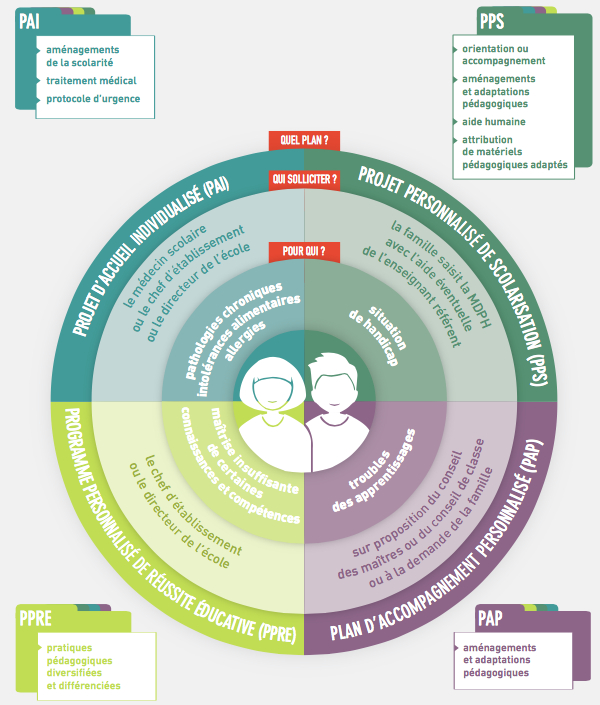 PAI
aménagements
de la scolarité
traitement médical
protocole d'urgence
PPS
orientation ou
accompagnement
aménagements
et adaptations
pédagogiques
aide humaine
attribution
de matériels
pédagogiques adaptés
QUEL PLAN ?
QUI SOLLICITER ?
POUR QUI ?
PROJET D'ACCUEIL INDIVIDUALISÉ (PAI)
le médecin scolaire
ou le chef d'établissement
ou le directeur de l'école
pathologies chroniques
intolérances alimentaires
allergies
PROJET PERSONNALISÉ DE SCOLARISATION (PPS)
la famille saisit la MDPH
avec l'aide éventuelle
de l'enseignant référent
situation
de handicap
PROGRAMME PERSONNALISÉ DE RÉUSSITE ÉDUCATIVE (PPRE)
le chef d'établissement
ou le directeur de l'école
maîtrise insuffisante
de certaines
connaissances et compétences
PLAN D'ACCOMPAGNEMENT PERSONNALISÉ (PAP)
sur proposition du conseil
des maîtres ou du conseil de classe
ou à la demande de la famille
troubles
des apprentissages
PPRE
pratiques
pédagogiques
diversifiées
et différenciées
PAP
aménagements
et adaptations
pédagogiques